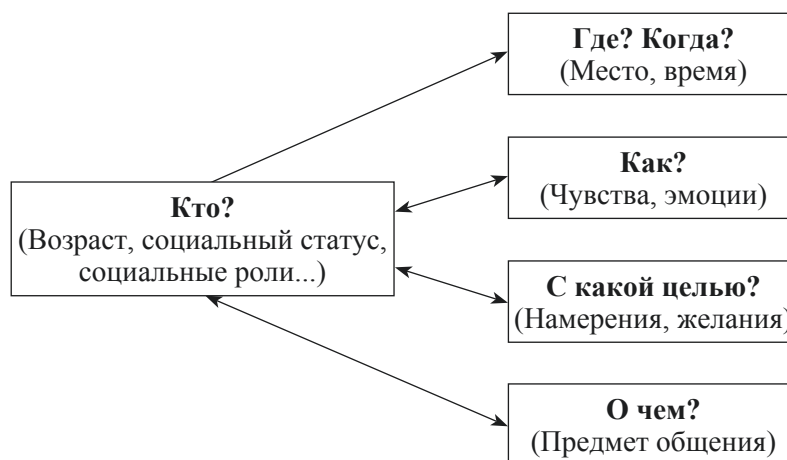 Где? Когда?
(Место, время)
Как?
(Чувства, эмоции)
Кто?
(Возраст, социальный статус,
социальные роли...)
С какой целью?
(Намерения, желания)
О чем?
(Предмет общения)